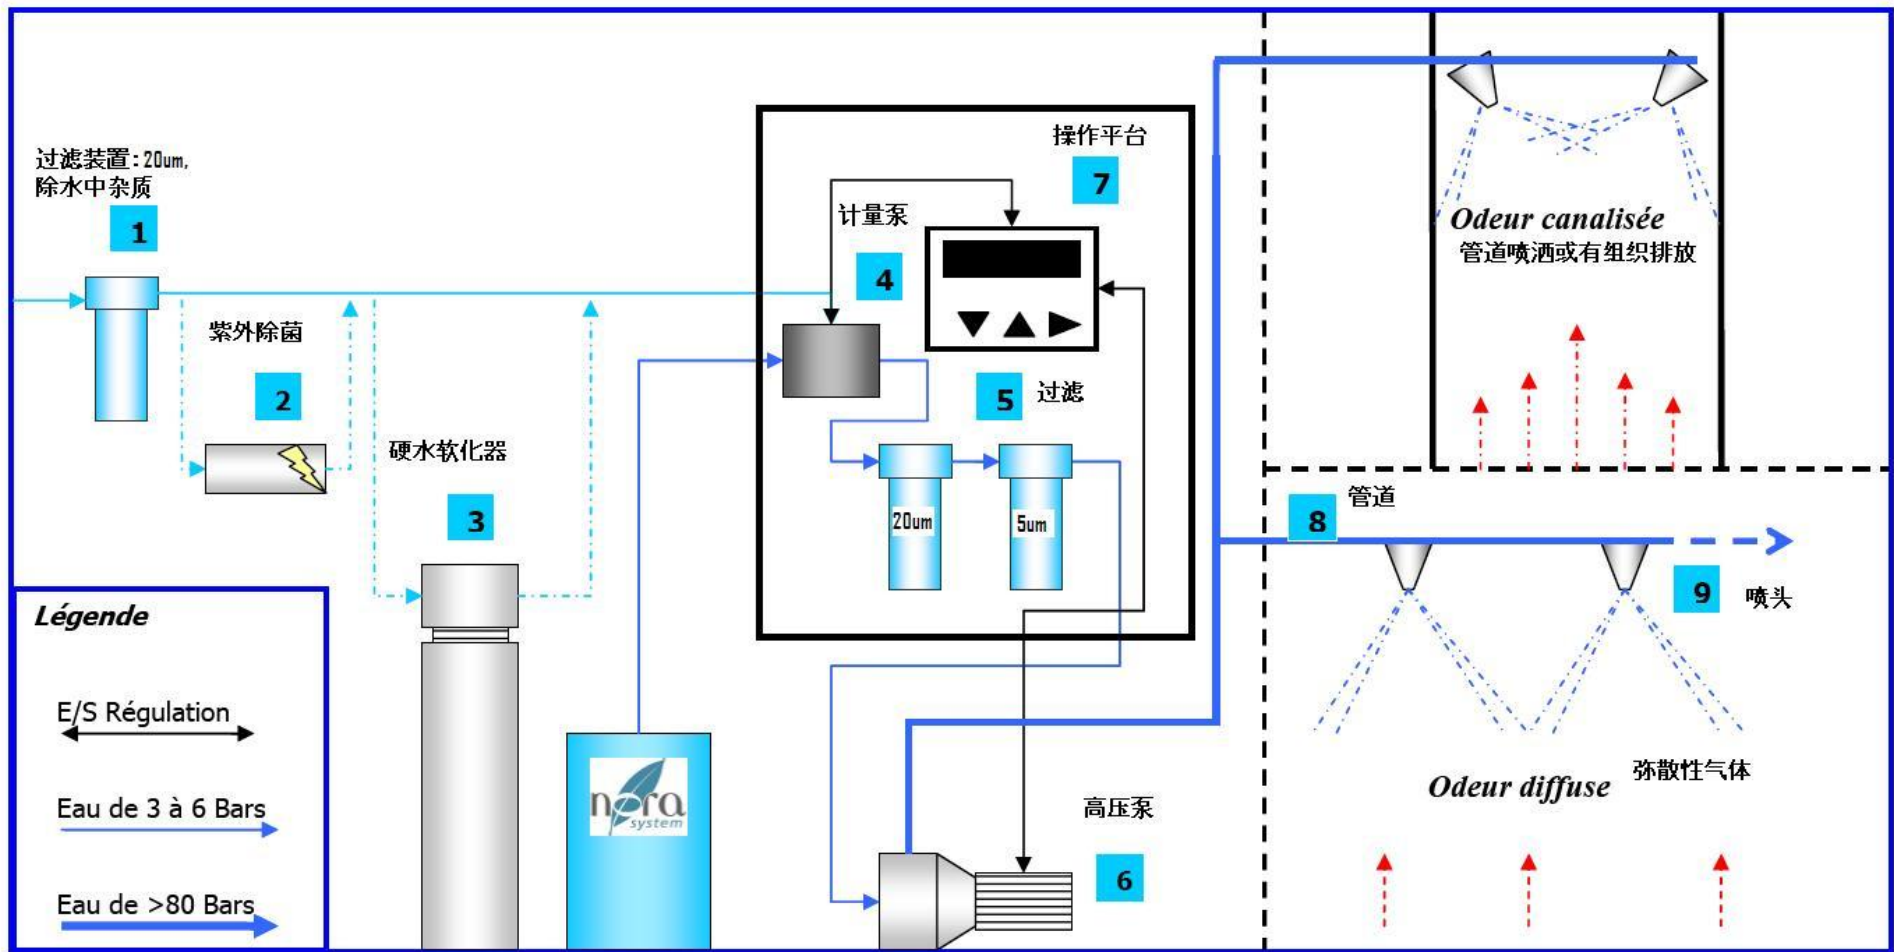 过滤装置:20um,
除水中杂质
1
紫外除菌
2
硬水软化器
3
操作平台
7
计量泵
4
5 过滤
20um
5um
Odeur canalisée
管道喷洒或有组织排放
管道
8
9 喷头
Odeur diffuse 弥散性气体
高压泵
6
nora
system
Légende
E/S Régulation
Eau de 3 à 6 Bars
Eau de >80 Bars